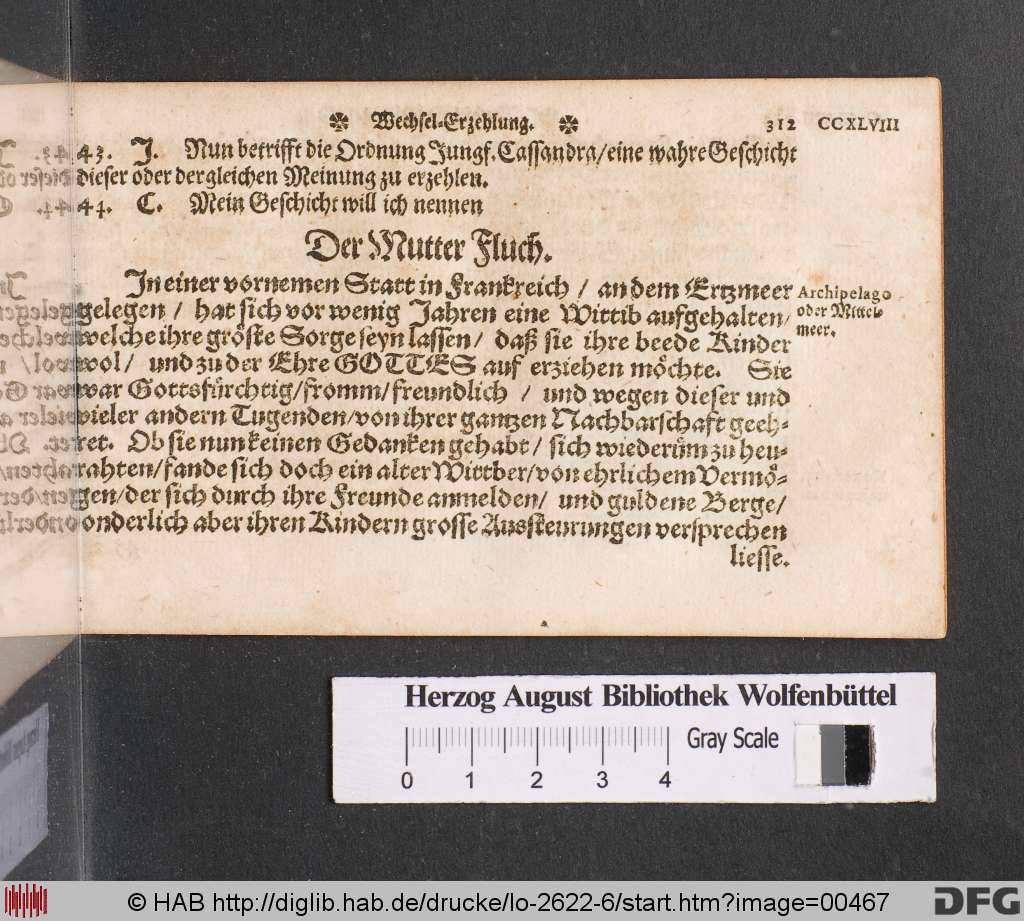 ✼ Wechsel-Erzehlung. ✼ 312 CCXLVIII
43. J. Nun betrifft die Ordnung Jungf. Cassandra/ eine wahre Geschicht
dieser oder dergleichen Meinung zu erzehlen.
44. C. Mein Geschicht will ich nennen
Der Mutter Fluch.
In einer vornemen Statt in Frankreich / an dem Ertzmeer
gelegen / hat sich vor wenig Jahren eine Wittib aufgehalten/
welche ihre gröste Sorge seyn lassen/ daß sie ihre beede Kinder
wol/ und zu der Ehre GOTTES auf erziehen möchte. Sie
war Gottsfürchtig/ fromm/ freundlich / und wegen dieser und
vieler andern Tugenden/ von ihrer gantzen Nachbarschaft geeh-
ret. Ob sie nun keinen Gedanken gehabt/ sich wiederüm zu heu-
rahten/ fande sich doch ein alter Wittber/ von ehrlichem Vermö-
gen/ der sich durch ihre Freunde anmelden/ und guldene Berge/
sonderlich aber ihren Kindern grosse Aussteurungen versprechen
liesse.
Archipelago
oder Mittel-
meer.
Herzog August Bibliothek Wolfenbüttel
0 1 2 3 4 Gray Scale
© HAB http://diglib.hab.de/drucke/lo-2622-6/start.htm?image=00467
DFG